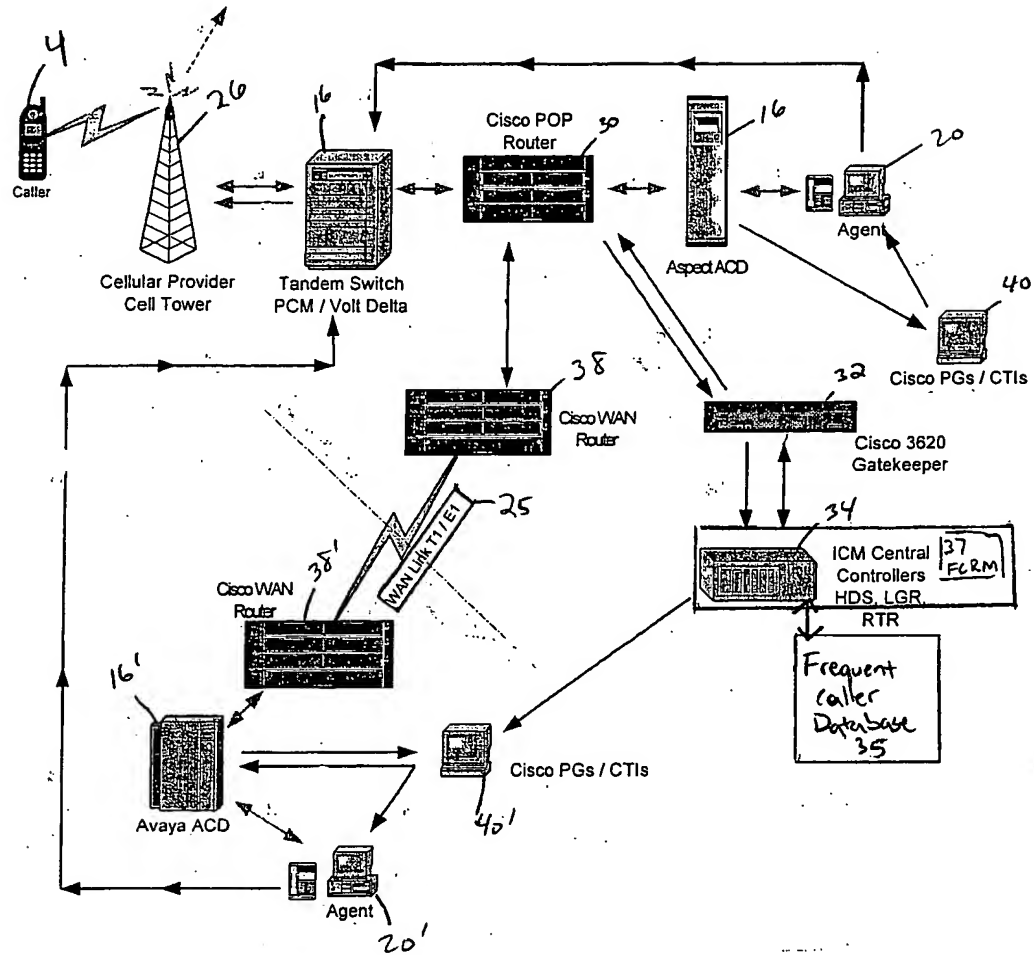 4
26
Caller
Cellular Provider
Cell Tower
16
Tandem Switch
PCM / Volt Delta
Cisco POP
Router
30
16
Aspect ACD
20
Agent
40
Cisco PGs / CTIs
38
Cisco WAN
Router
32
Cisco 3620
Gatekeeper
25
WAN Link T1 / E1
34
ICM Central
Controllers
HDS, LGR,
RTR
37
FCRM
38'
Cisco WAN
Router
Frequent
caller
Database
35
16'
Avaya ACD
Cisco PGs / CTIs
40'
Agent
20'